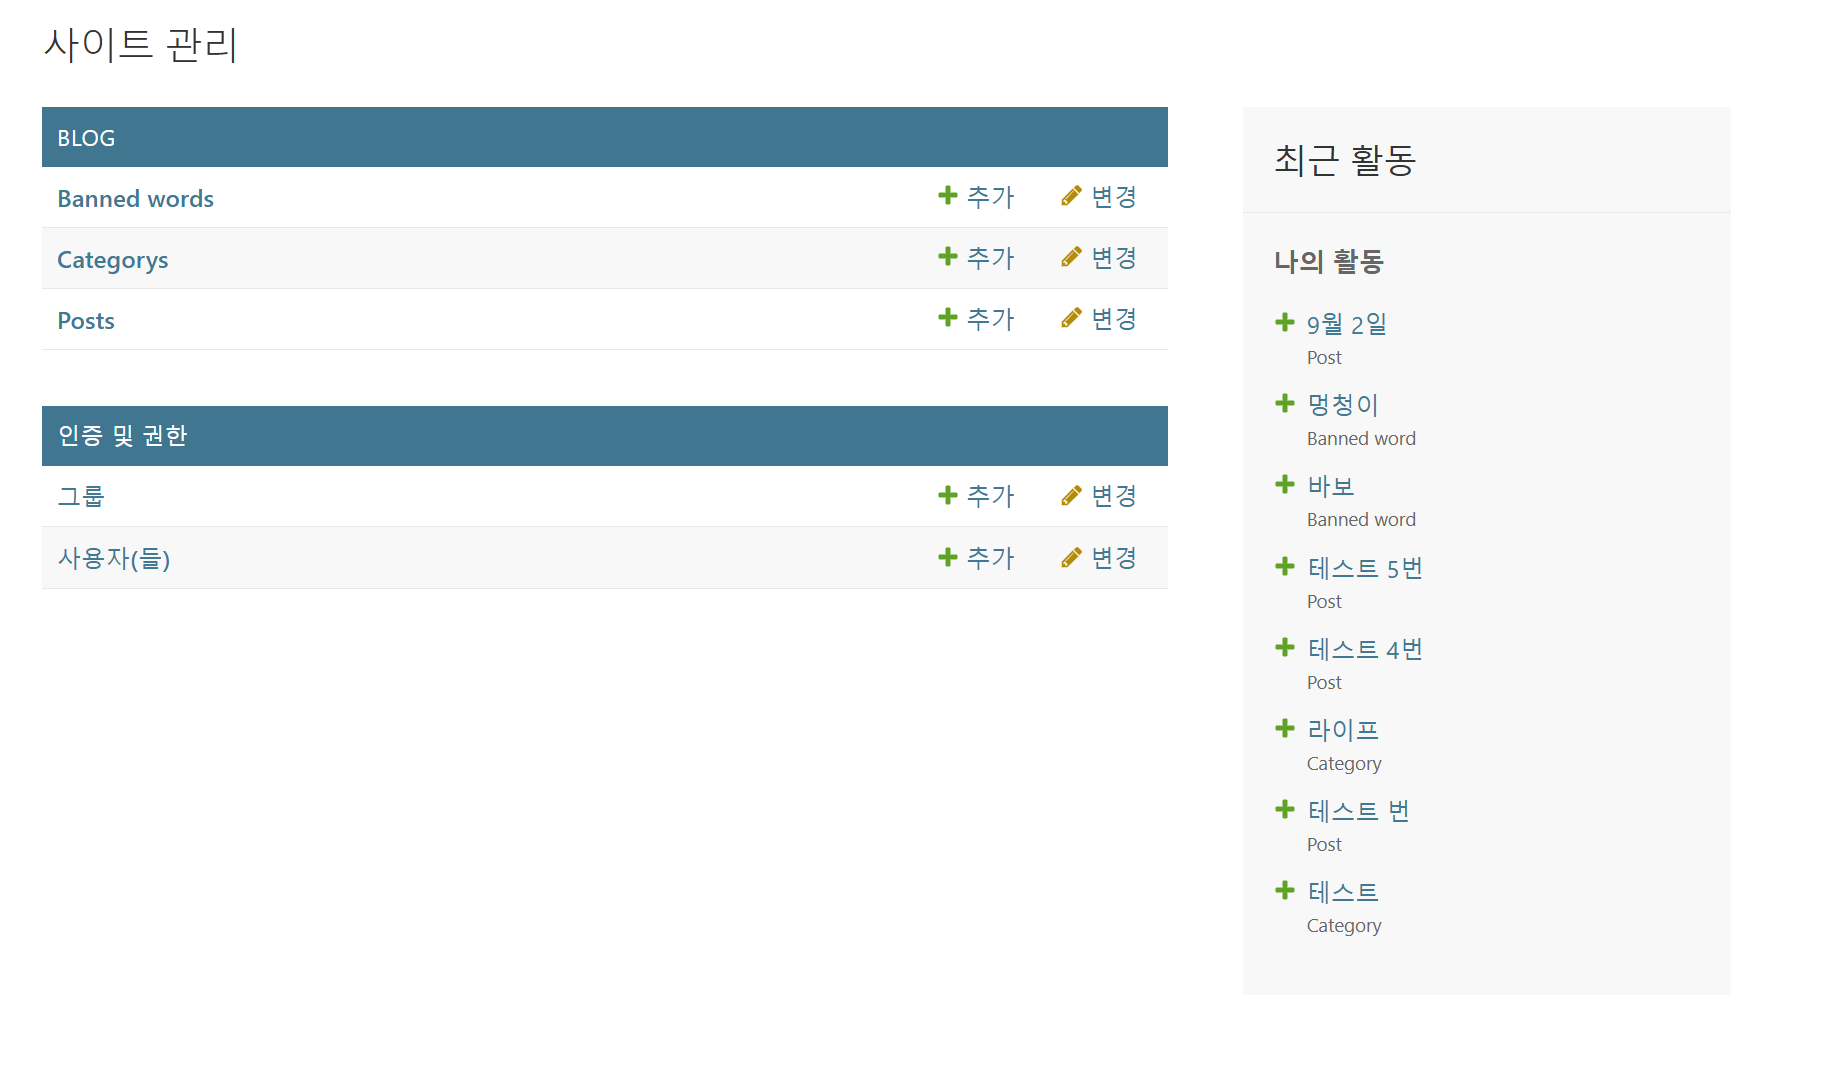 사이트 관리
BLOG
Banned words 추가 변경
Categorys 추가 변경
Posts 추가 변경
인증 및 권한
그룹 추가 변경
사용자(들) 추가 변경
최근 활동
나의 활동
9월 2일
Post
멍청이
Banned word
바보
Banned word
테스트 5번
Post
테스트 4번
Post
라이프
Category
테스트 번
Post
테스트
Category